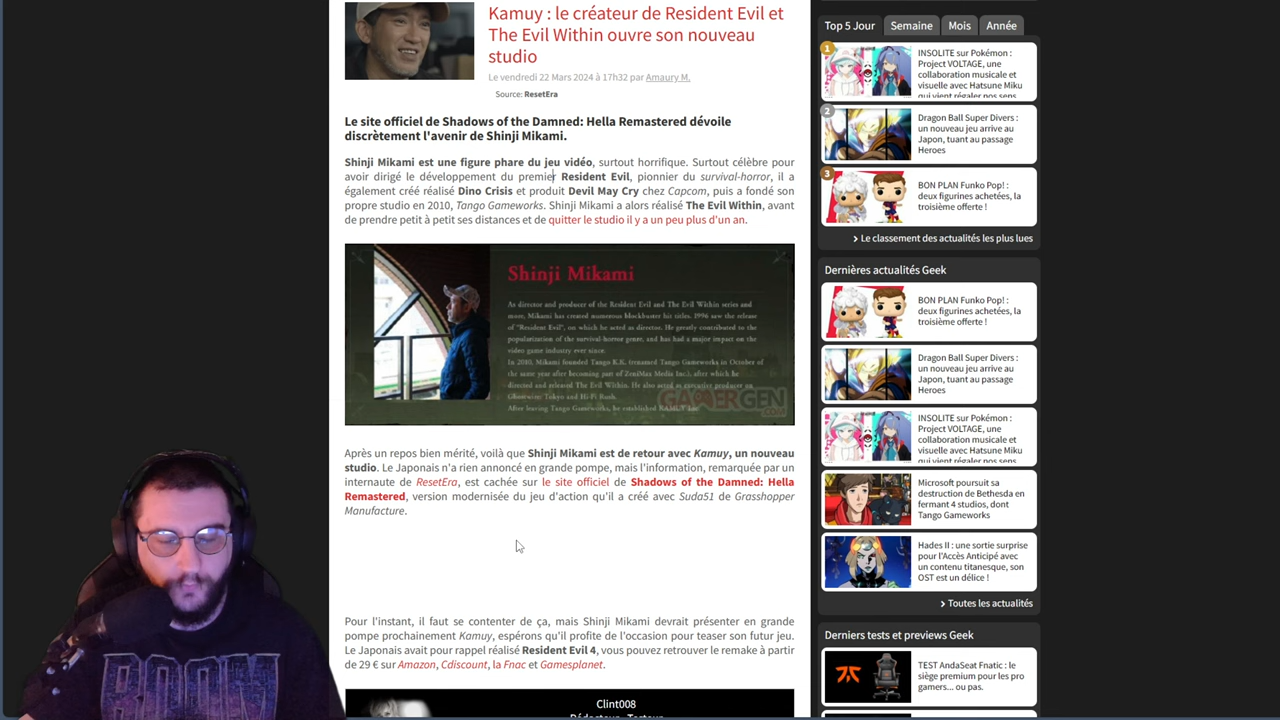 Kamuy : le créateur de Resident Evil et
The Evil Within ouvre son nouveau
studio
Le vendredi 22 Mars 2024 à 17h32 par Amaury M.
Source: ResetEra
Le site officiel de Shadows of the Damned: Hella Remastered dévoile
discrètement l'avenir de Shinji Mikami.
Shinji Mikami est une figure phare du jeu vidéo, surtout horrifique. Surtout célèbre pour
avoir dirigé le développement du premier Resident Evil, pionnier du survival-horror, il a
également créé réalisé Dino Crisis et produit Devil May Cry chez Capcom, puis a fondé son
propre studio en 2010, Tango Gameworks. Shinji Mikami a alors réalisé The Evil Within, avant
de prendre petit à petit ses distances et de quitter le studio il y a un peu plus d'un an.
Shinji Mikami
As director and producer of the Resident Evil and The Evil Within series and
more, Mikami has created numerous blockbuster hit titles. 1996 saw the release
of "Resident Evil", on which he acted as director. He greatly contributed to the
popularization of the survival-horror genre, and has had a major impact on the
video game industry ever since.
In 2010, Mikami founded Tango K.K. (renamed Tango Gameworks in October of
the same year after becoming part of ZeniMax Media Inc.), after which he
directed and released The Evil Within. He also acted as executive producer on
Ghostwire: Tokyo and Hi-Fi Rush
After leaving Tango Gameworks, he established KAMUY Inc.
GAMERGEN
.COM
Après un repos bien mérité, voilà que Shinji Mikami est de retour avec Kamuy, un nouveau
studio. Le Japonais n'a rien annoncé en grande pompe, mais l'information, remarquée par un
internaute de ResetEra, est cachée sur le site officiel de Shadows of the Damned: Hella
Remastered, version modernisée du jeu d'action qu'il a créé avec Suda51 de Grasshopper
Manufacture.
Pour l'instant, il faut se contenter de ça, mais Shinji Mikami devrait présenter en grande
pompe prochainement Kamuy, espérons qu'il profite de l'occasion pour teaser son futur jeu.
Le Japonais avait pour rappel réalisé Resident Evil 4, vous pouvez retrouver le remake à partir
de 29 € sur Amazon, Cdiscount, la Fnac et Gamesplanet.
Clint008
Rédacteur - Testeur
Top 5 Jour Semaine Mois Année
1
INSOLITE sur Pokémon :
Project VOLTAGE, une
collaboration musicale et
visuelle avec Hatsune Miku
qui vient régaler nos sens
2
Dragon Ball Super Divers :
un nouveau jeu arrive au
Japon, tuant au passage
Heroes
3
BON PLAN Funko Pop! :
deux figurines achetées, la
troisième offerte !
> Le classement des actualités les plus lues
Dernières actualités Geek
BON PLAN Funko Pop! :
deux figurines achetées, la
troisième offerte !
Dragon Ball Super Divers :
un nouveau jeu arrive au
Japon, tuant au passage
Heroes
INSOLITE sur Pokémon :
Project VOLTAGE, une
collaboration musicale et
visuelle avec Hatsune Miku
qui vient régaler nos sens
Microsoft poursuit sa
destruction de Bethesda en
fermant 4 studios, dont
Tango Gameworks
Hades II : une sortie surprise
pour l'Accès Anticipé avec
un contenu titanesque, son
OST est un délice !
> Toutes les actualités
Derniers tests et previews Geek
TEST AndaSeat Fnatic : le
siège premium pour les pro
gamers... ou pas.